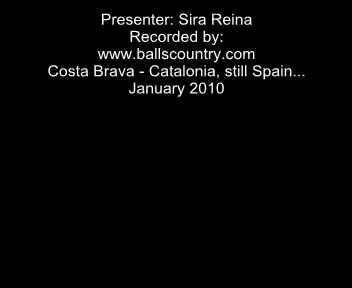 Presenter: Sira Reina
Recorded by:
www.ballscountry.com
Costa Brava - Catalonia, still Spain...
January 2010